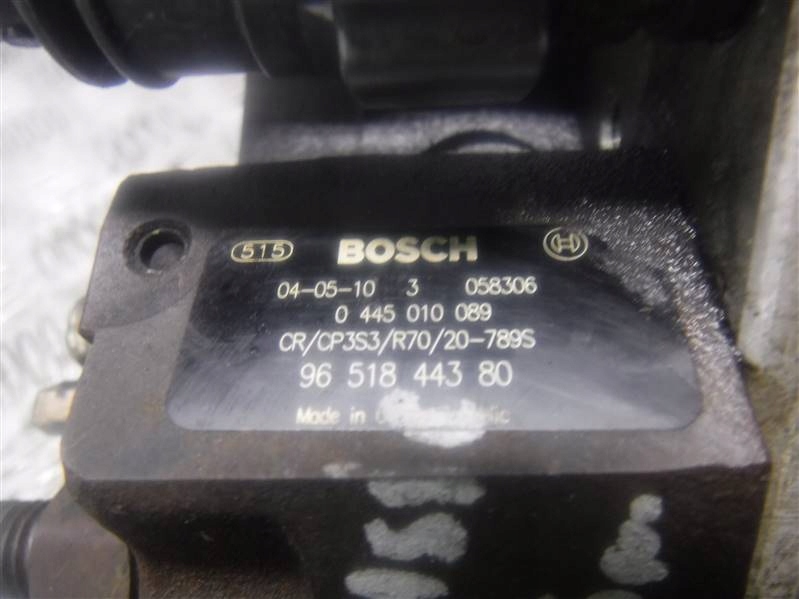 515 BOSCH
04-05-10 3 058306
0 445 010 089
CR/CP3S3/R70/20-789S
96 518 443 80
Made in